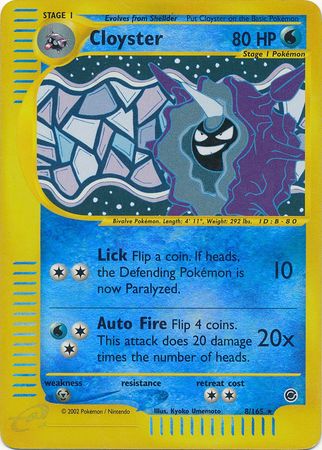 STAGE 1
Evolves from Shellder
Put Cloyster on the Basic Pokémon
Cloyster
80 HP
Stage 1 Pokémon
Bivalve Pokémon. Length: 4' 11", Weight: 292 lbs. ID: B-80
Lick Flip a coin. If heads,
the Defending Pokémon is
now Paralyzed.
10
Auto Fire Flip 4 coins.
This attack does 20 damage
times the number of heads.
20x
weakness
resistance
retreat cost
© 2002 Pokémon / Nintendo
Illus. Kyoko Umemoto
8/165 ★